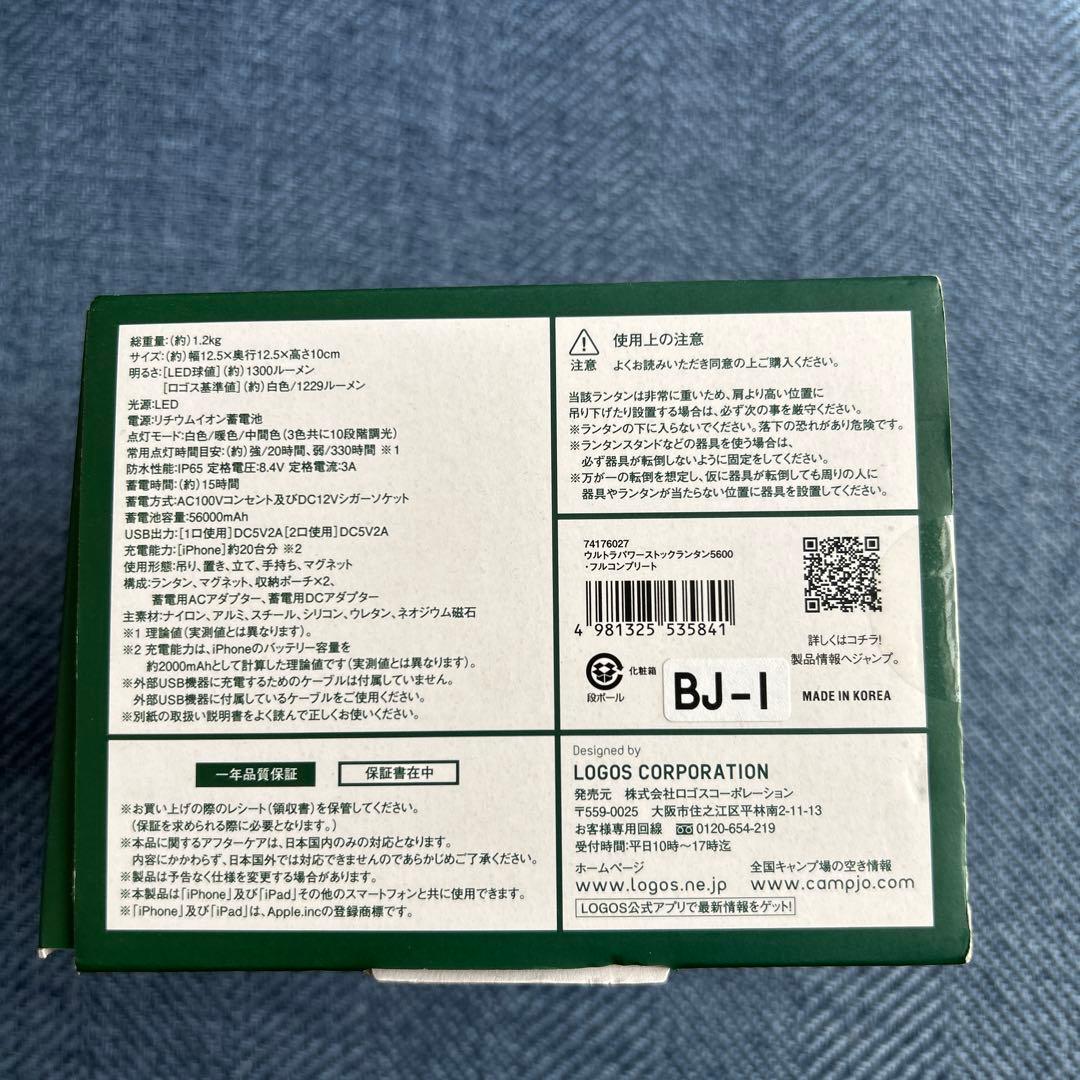 総重量:(約)1.2kg
サイズ:(約)幅12.5×奥行12.5×高さ10cm
明るさ:[LED球値](約)1300ルーメン
[ロゴス基準値](約)白色/1229ルーメン
光源:LED
電源:リチウムイオン蓄電池
点灯モード:白色/暖色/中間色(3色共に10段階調光)
常用点灯時間目安:(約)強/20時間、弱/330時間 ※1
防水性能:IP65 定格電圧:8.4V 定格電流:3A
蓄電時間:(約)15時間
蓄電方式:AC100Vコンセント及びDC12Vシガーソケット
蓄電池容量:56000mAh
USB出力:[1口使用]DC5V2A[2口使用]DC5V2A
充電能力:[iPhone]約20台分 ※2
使用形態:吊り、置き、立て、手持ち、マグネット
構成:ランタン、マグネット、収納ポーチ×2、
蓄電用ACアダプター、蓄電用DCアダプター
主素材:ナイロン、アルミ、スチール、シリコン、ウレタン、ネオジウム磁石
※1 理論値(実測値とは異なります)。
※2 充電能力は、iPhoneのバッテリー容量を
約2000mAhとして計算した理論値です(実測値とは異なります)。
※外部USB機器に充電するためのケーブルは付属していません。
外部USB機器に付属しているケーブルをご使用ください。
※別紙の取扱い説明書をよく読んで正しくお使いください。
一年品質保証
保証書在中
※お買い上げの際のレシート(領収書)を保管してください。
(保証を求められる際に必要となります。)
※本品に関するアフターケアは、日本国内のみの対応となります。
内容にかかわらず、日本国外では対応できませんのであらかじめご了承ください。
※製品は予告なく仕様を変更する場合があります。
※本製品は「iPhone」及び「iPad」その他のスマートフォンと共に使用できます。
※「iPhone」及び「iPad」は、Apple.incの登録商標です。
使用上の注意
注意 よくお読みいただき同意の上ご購入ください。
当該ランタンは非常に重いため、肩より高い位置に
吊り下げたり設置する場合は、必ず次の事を厳守ください。
※ランタンの下に入らないでください。落下の恐れがあり危険です。
※ランタンスタンドなどの器具を使う場合は、
必ず器具が転倒しないように固定をしてください。
※万が一の転倒を想定し、仮に器具が転倒しても周りの人に
器具やランタンが当たらない位置に器具を設置してください。
74176027
ウルトラパワーストックランタン5600
・フルコンプリート
4 981325 535841
詳しくはコチラ!
製品情報へジャンプ。
化粧箱
段ボール
BJ-I
MADE IN KOREA
Designed by
LOGOS CORPORATION
発売元 株式会社ロゴスコーポレーション
〒559-0025 大阪市住之江区平林南2-11-13
お客様専用回線 0120-654-219
受付時間:平日10時〜17時迄
ホームページ
www.logos.ne.jp
全国キャンプ場の空き情報
www.campjo.com
LOGOS公式アプリで最新情報をゲット!